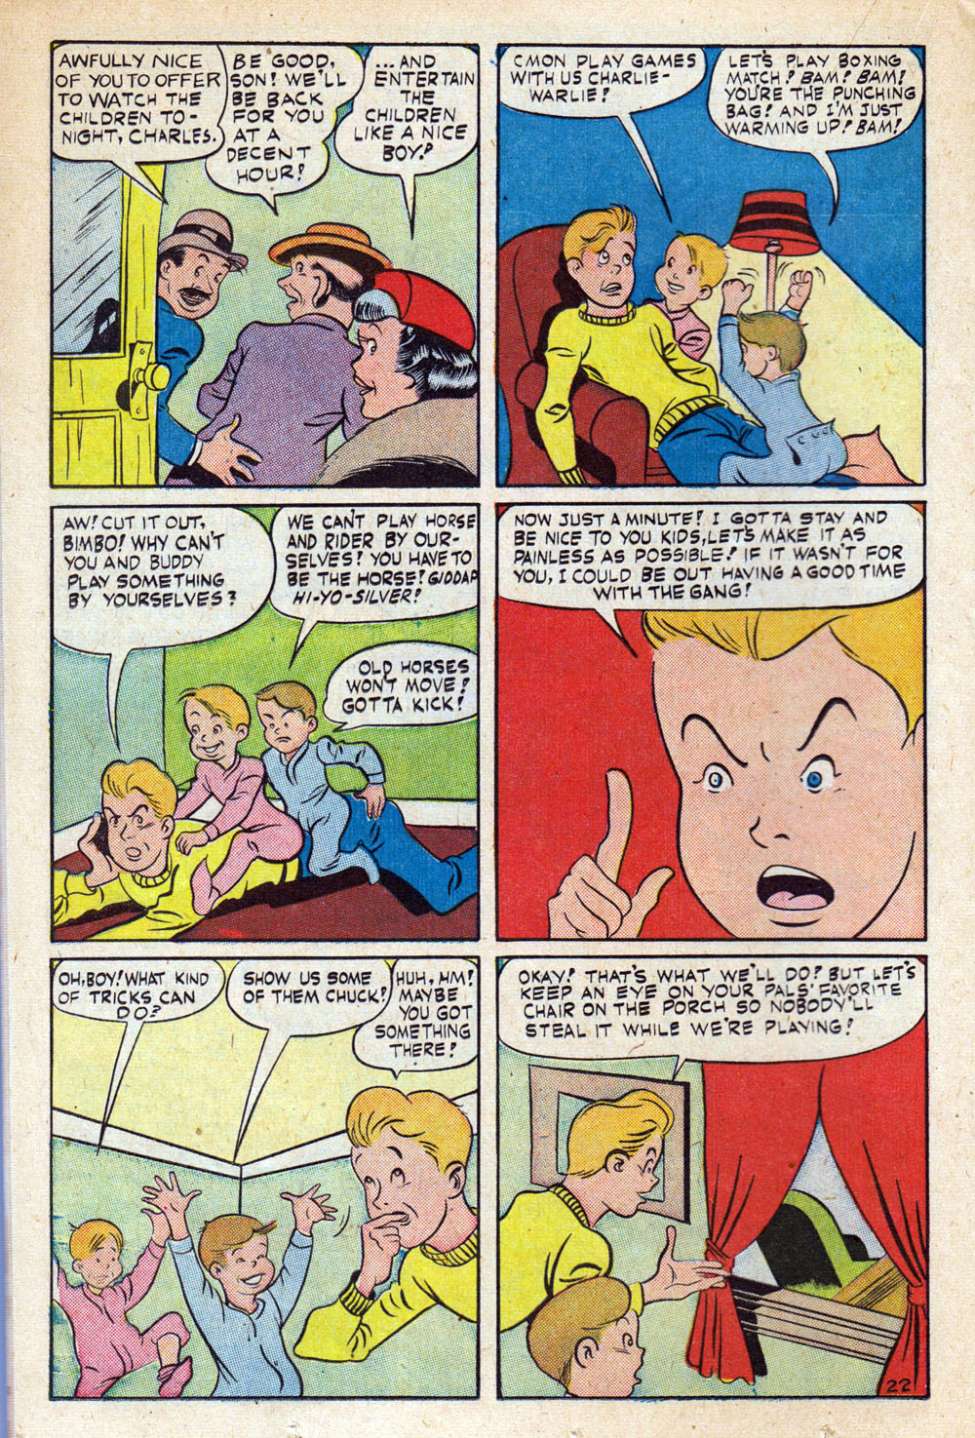 AWFULLY NICE
OF YOU TO OFFER
TO WATCH THE
CHILDREN TO-
NIGHT, CHARLES.
BE GOOD,
SON! WE'LL
BE BACK
FOR YOU
AT A
DECENT
HOUR!
...AND
ENTERTAIN
THE
CHILDREN
LIKE A NICE
BOY!
CMON PLAY GAMES
WITH US CHARLIE-
WARLIE!
LET'S PLAY BOXING
MATCH! BAM! BAM!
YOU'RE THE PUNCHING
BAG! AND I'M JUST
WARMING UP! BAM!
AW! CUT IT OUT,
BIMBO! WHY CAN'T
YOU AND BUDDY
PLAY SOMETHING
BY YOURSELVES?
WE CAN'T PLAY HORSE
AND RIDER BY OUR-
SELVES! YOU HAVE TO
BE THE HORSE! GIDDAP
HI-YO-SILVER!
OLD HORSES
WON'T MOVE!
GOTTA KICK!
NOW JUST A MINUTE! I GOTTA STAY AND
BE NICE TO YOU KIDS, LET'S MAKE IT AS
PAINLESS AS POSSIBLE! IF IT WASN'T FOR
YOU, I COULD BE OUT HAVING A GOOD TIME
WITH THE GANG!
OH, BOY! WHAT KIND
OF TRICKS CAN
DO?
SHOW US SOME
OF THEM CHUCK!
HUH, HM!
MAYBE
YOU GOT
SOMETHING
THERE!
OKAY! THAT'S WHAT WE'LL DO! BUT LET'S
KEEP AN EYE ON YOUR PALS' FAVORITE
CHAIR ON THE PORCH SO NOBODY'LL
STEAL IT WHILE WE'RE PLAYING!
22